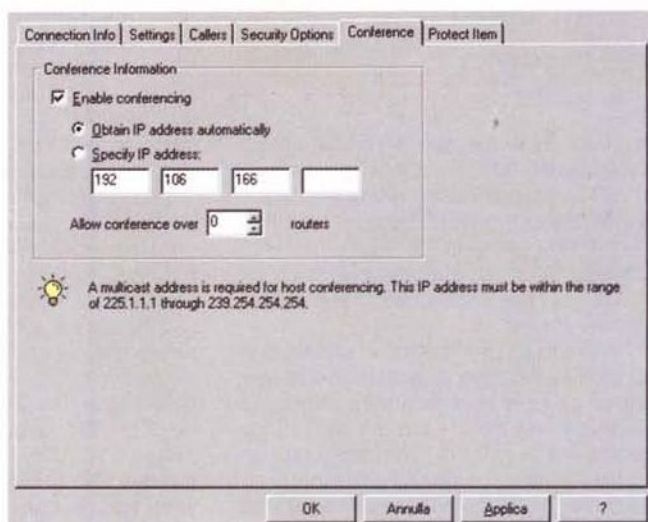 Connection Info Settings Callers Security Options Conference Protect Item
Conference Information
Enable conferencing
Obtain IP address automatically
Specify IP address:
192 106 166
Allow conference over 0 routers
A multicast address is required for host conferencing. This IP address must be within the range
of 225.1.1.1 through 239.254.254.254.
OK Annulla Applica ?